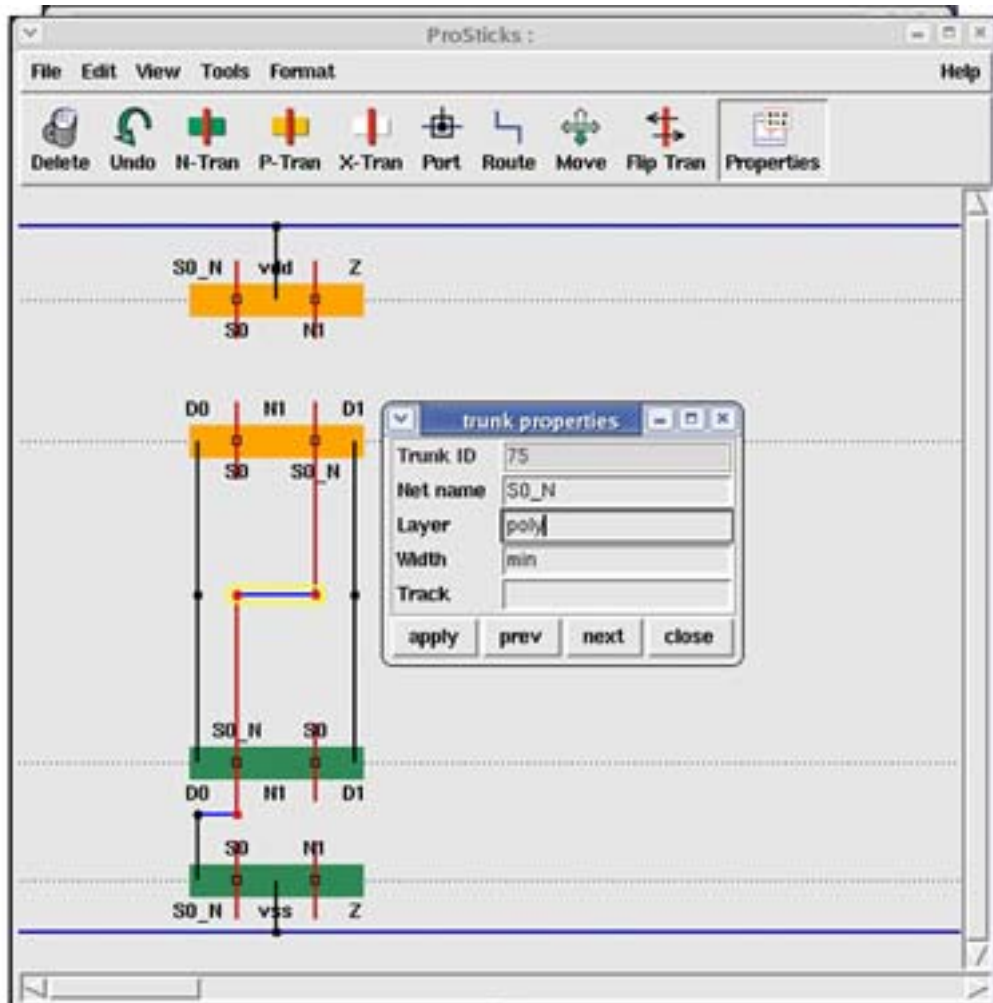 ProSticks :
File Edit View Tools Format Help
Delete Undo N-Tran P-Tran X-Tran Port Route Move Flip Tran Properties
S0_N vdd Z
S0 N1
D0 N1 D1
S0 S0_N
trunk properties
Trunk ID 75
Net name S0_N
Layer poly
Width min
Track
apply prev next close
S0_N S0
D0 N1 D1
S0 N1
S0_N vss Z